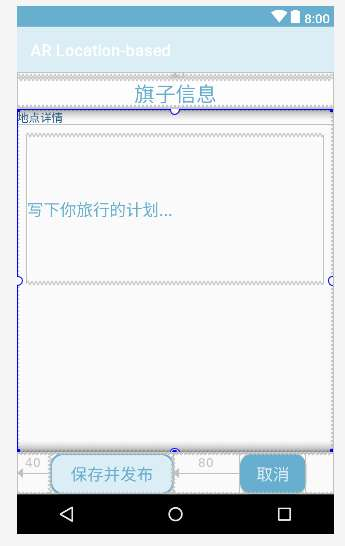 8:00
AR Location-based
旗子信息
地点详情
写下你旅行的计划...
40
保存并发布
80
取消